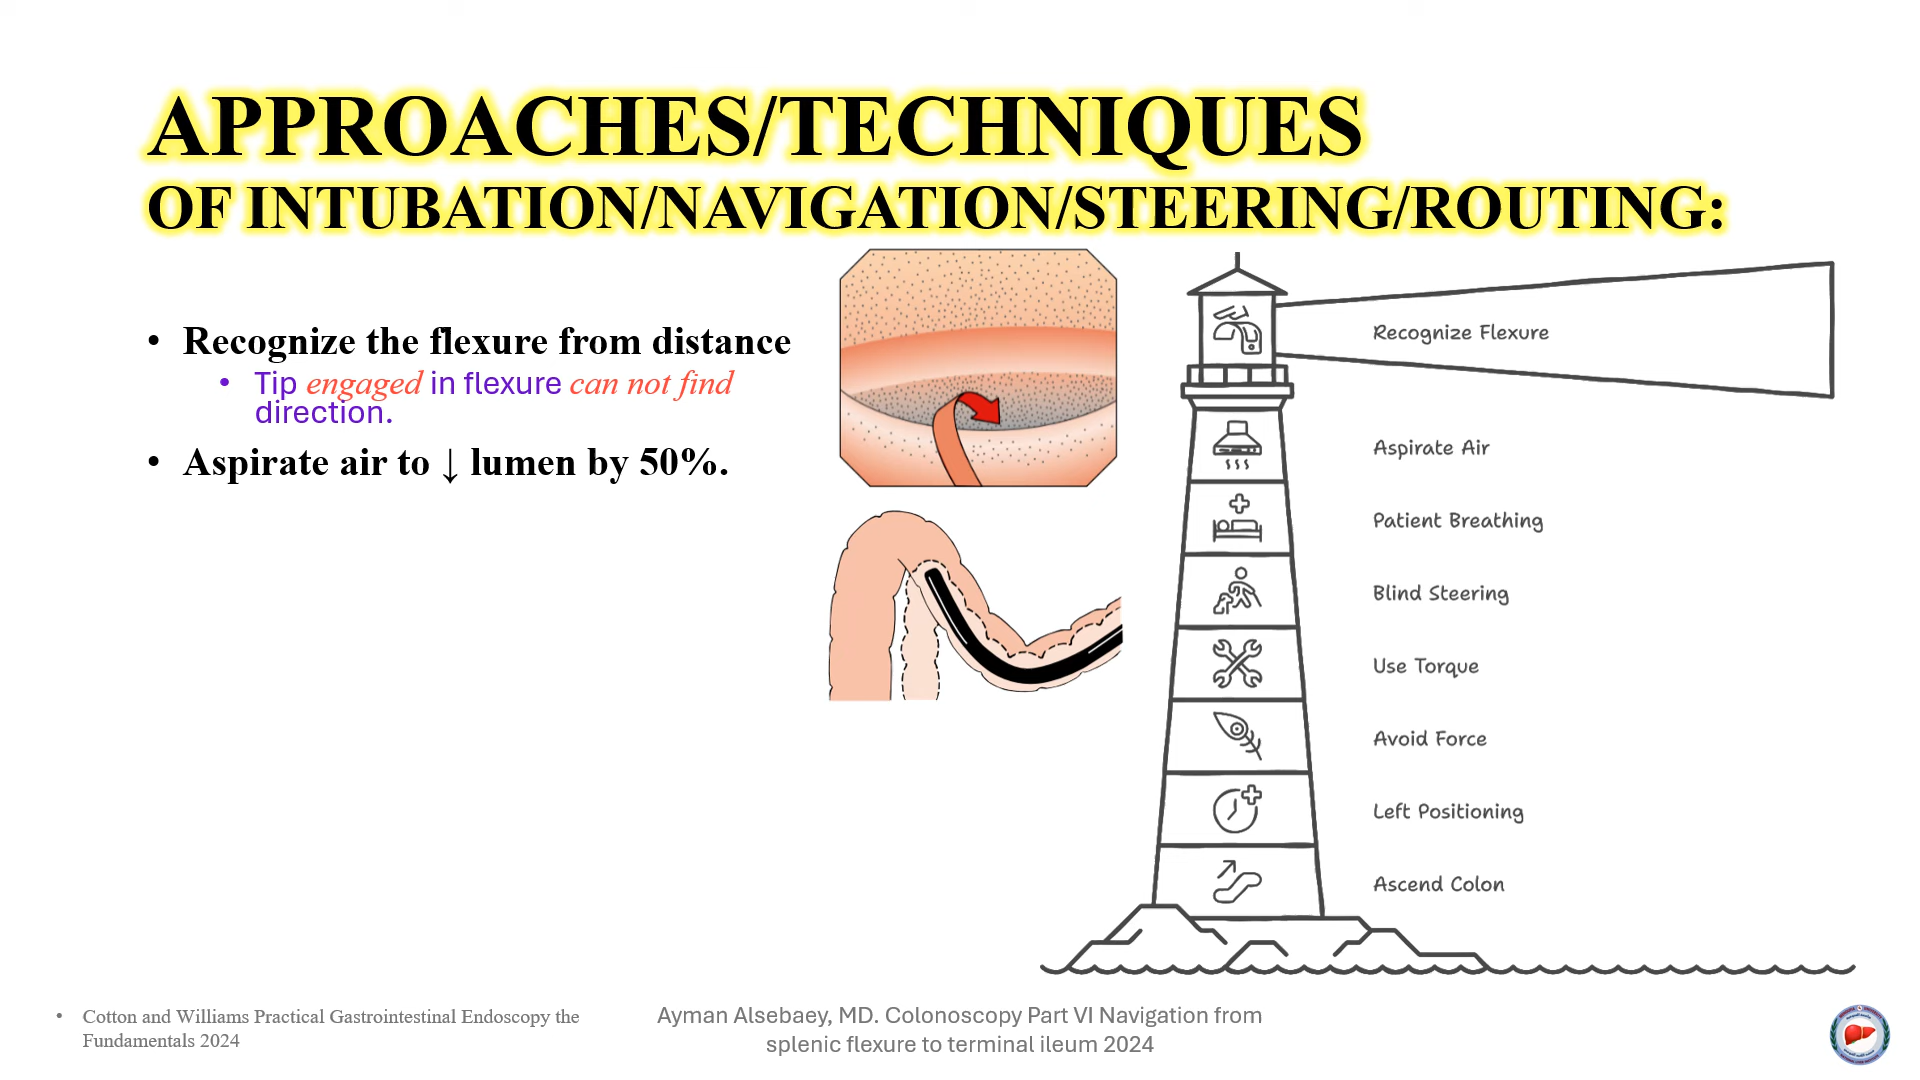 APPROACHES/TECHNIQUES
OF INTUBATION/NAVIGATION/STEERING/ROUTING:
• Recognize the flexure from distance
• Tip engaged in flexure can not find
direction.
• Aspirate air to ↓ lumen by 50%.
Recognize Flexure
Aspirate Air
Patient Breathing
Blind Steering
Use Torque
Avoid Force
Left Positioning
Ascend Colon
• Cotton and Williams Practical Gastrointestinal Endoscopy the
Fundamentals 2024
Ayman Alsebaey, MD. Colonoscopy Part VI Navigation from
splenic flexure to terminal ileum 2024